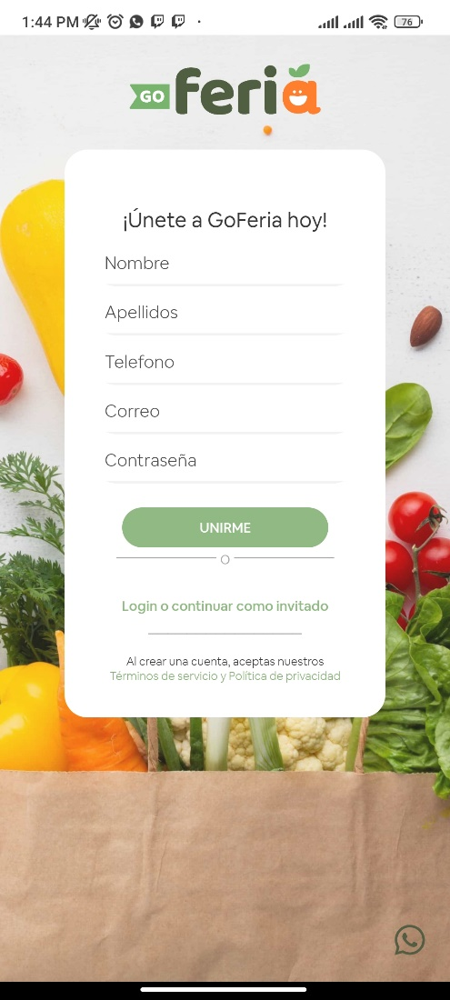 1:44 PM
76
GO feria
¡Únete a GoFeria hoy!
Nombre
Apellidos
Telefono
Correo
Contraseña
UNIRME
O
Login o continuar como invitado
Al crear una cuenta, aceptas nuestros
Términos de servicio y Política de privacidad